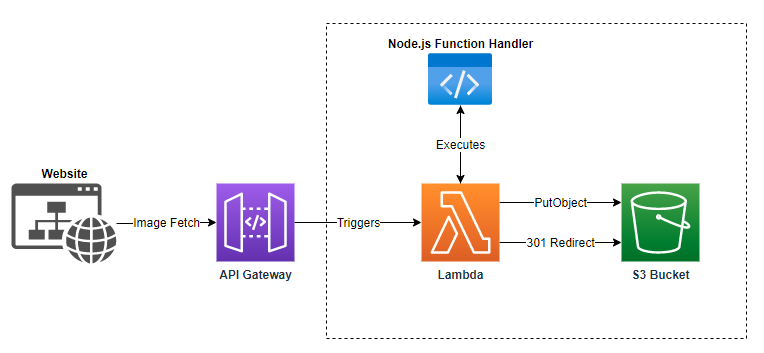 Node.js Function Handler
Executes
Website
Image Fetch
API Gateway
Triggers
Lambda
PutObject
301 Redirect
S3 Bucket